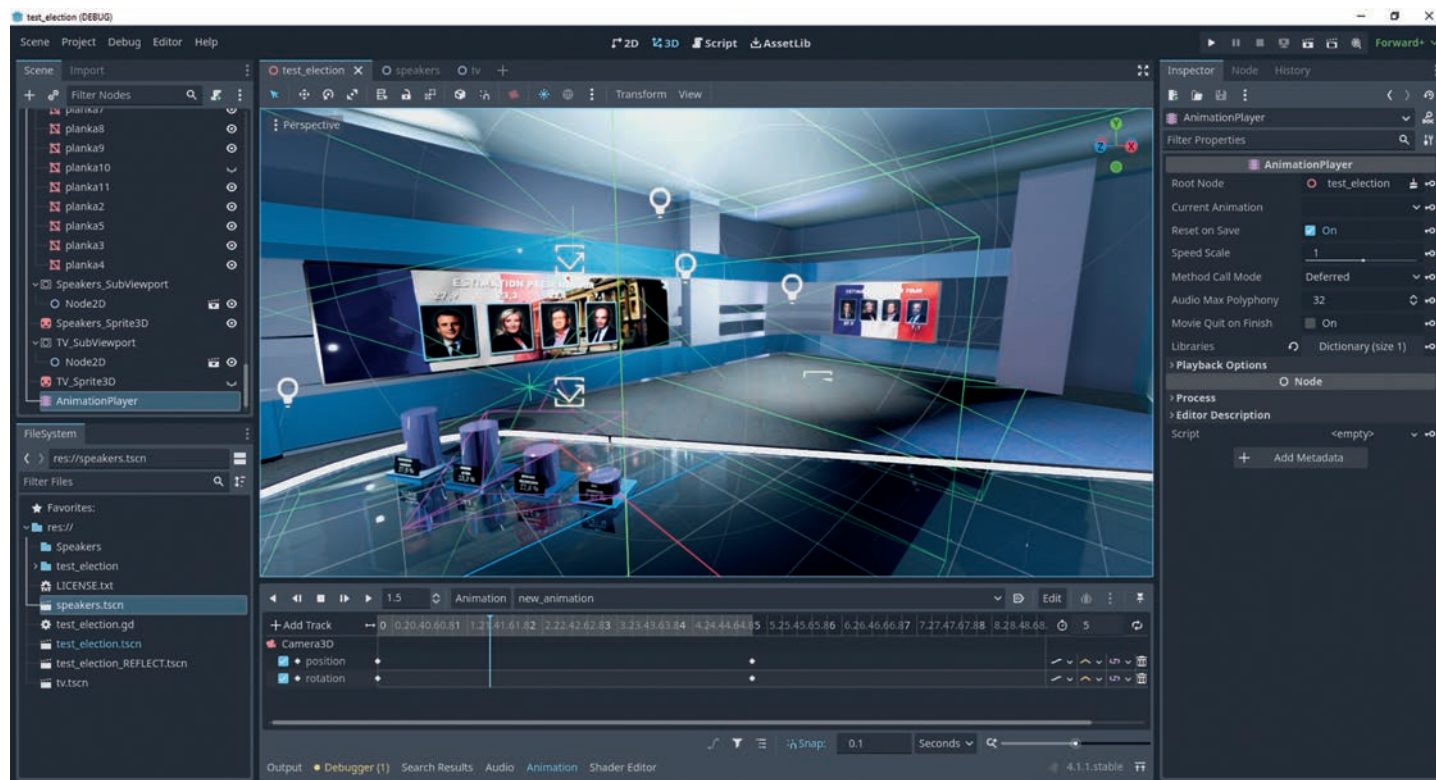 test_election (DEBUG)
Scene Project Debug Editor Help
2D 3D Script AssetLib
Forward+
Scene Import
Filter Nodes
planka7
planka8
planka9
planka10
planka11
planka2
planka5
planka3
planka4
Speakers_SubViewport
Node2D
Speakers_Sprite3D
TV_SubViewport
Node2D
TV_Sprite3D
AnimationPlayer
FileSystem
res://speakers.tscn
Filter Files
Favorites:
res://
Speakers
test_election
LICENSE.txt
speakers.tscn
test_election.gd
test_election.tscn
test_election_REFLECT.tscn
tv.tscn
test_election speakers tv
Transform View
Perspective
Y
Z X
ESTIMATION
1.5 Animation new_animation Edit
Add Track 5
Camera3D
position
rotation
Snap: 0.1 Seconds
Output Debugger (1) Search Results Audio Animation Shader Editor
4.1.1.stable
Inspector Node History
AnimationPlayer
Filter Properties
AnimationPlayer
Root Node test_election
Current Animation
Reset on Save On
Speed Scale 1
Method Call Mode Deferred
Audio Max Polyphony 32
Movie Quit on Finish On
Libraries Dictionary (size 1)
Playback Options
Node
Process
Editor Description
Script <empty>
Add Metadata